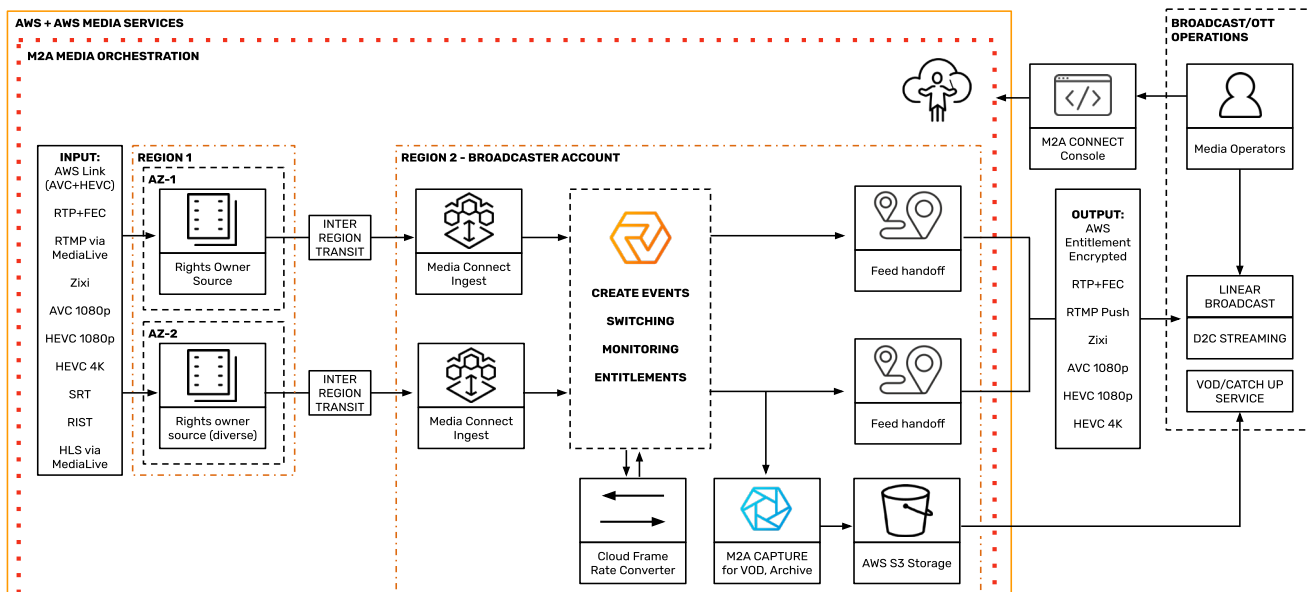 AWS + AWS MEDIA SERVICES
M2A MEDIA ORCHESTRATION
BROADCAST/OTT
OPERATIONS
</>
M2A CONNECT
Console
Media Operators
INPUT:
AWS Link
(AVC+HEVC)
RTP+FEC
RTMP via
MediaLive
Zixi
AVC 1080p
HEVC 1080p
HEVC 4K
SRT
RIST
HLS via
MediaLive
REGION 1
AZ-1
Rights Owner
Source
AZ-2
Rights owner
source (diverse)
INTER
REGION
TRANSIT
INTER
REGION
TRANSIT
REGION 2 - BROADCASTER ACCOUNT
Media Connect
Ingest
Media Connect
Ingest
CREATE EVENTS
SWITCHING
MONITORING
ENTITLEMENTS
Feed handoff
Feed handoff
Cloud Frame
Rate Converter
M2A CAPTURE
for VOD, Archive
AWS S3 Storage
OUTPUT:
AWS
Entitlement
Encrypted
RTP+FEC
RTMP Push
Zixi
AVC 1080p
HEVC 1080p
HEVC 4K
LINEAR
BROADCAST
D2C STREAMING
VOD/CATCH UP
SERVICE